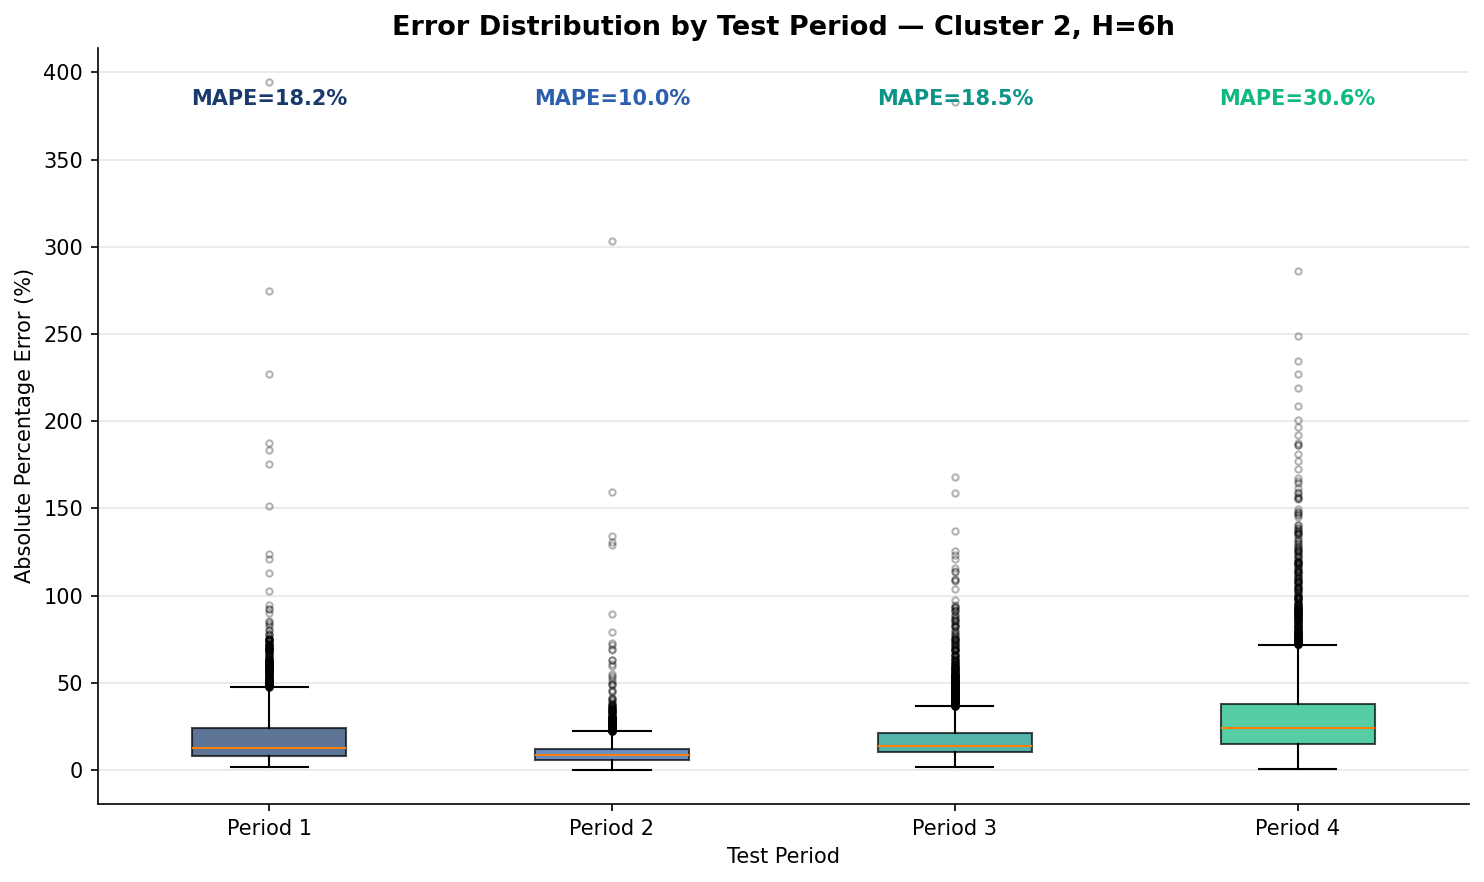 Error Distribution by Test Period — Cluster 2, H=6h
400
350
300
250
200
150
100
50
0
Absolute Percentage Error (%)
MAPE=18.2%
MAPE=10.0%
MAPE=18.5%
MAPE=30.6%
Period 1
Period 2
Period 3
Period 4
Test Period